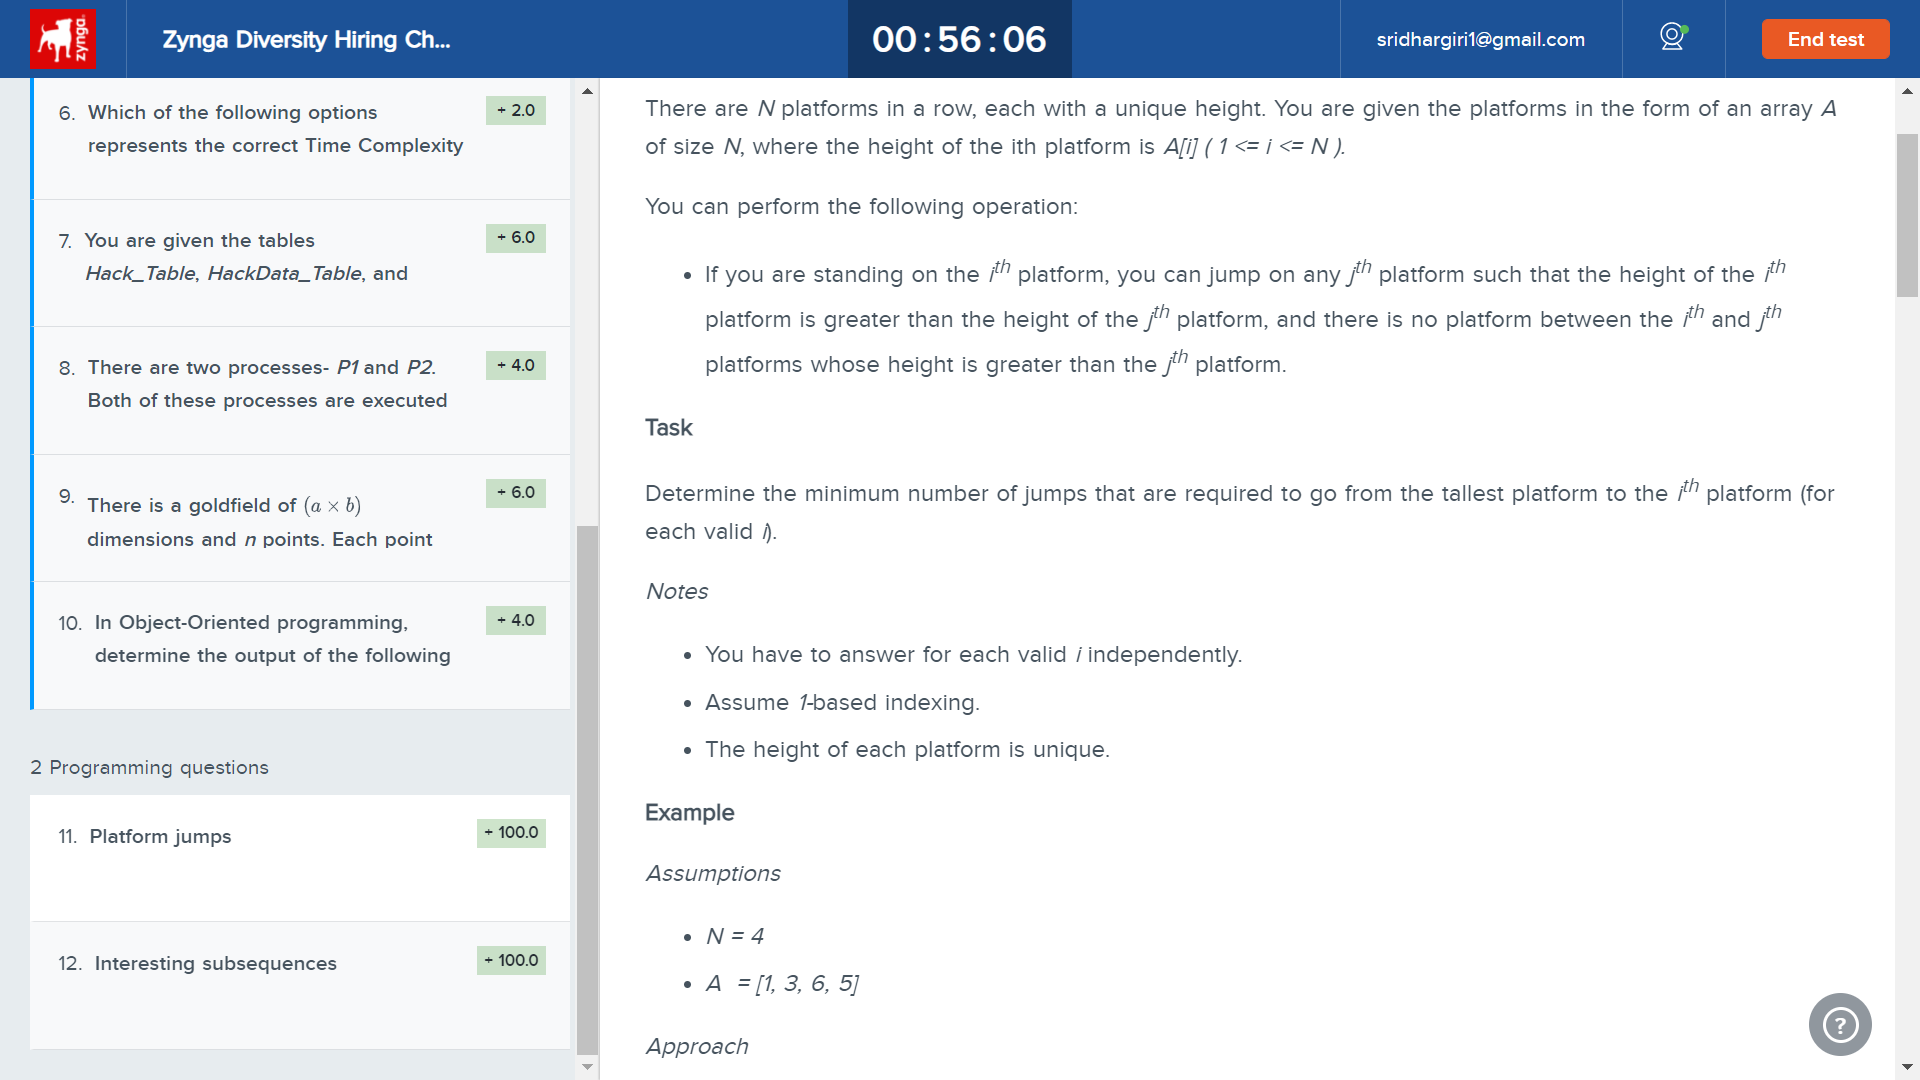 zynga
Zynga Diversity Hiring Ch...
00 : 56 : 06
sridhargiri1@gmail.com
End test
6. Which of the following options
represents the correct Time Complexity
+ 2.0
7. You are given the tables
Hack_Table, HackData_Table, and
+ 6.0
8. There are two processes- P1 and P2.
Both of these processes are executed
+ 4.0
9. There is a goldfield of (a × b)
dimensions and n points. Each point
+ 6.0
10. In Object-Oriented programming,
determine the output of the following
+ 4.0
2 Programming questions
11. Platform jumps
+ 100.0
12. Interesting subsequences
+ 100.0
There are N platforms in a row, each with a unique height. You are given the platforms in the form of an array A
of size N, where the height of the ith platform is A[i] ( 1 <= i <= N ).
You can perform the following operation:
• If you are standing on the ith platform, you can jump on any jth platform such that the height of the ith
platform is greater than the height of the jth platform, and there is no platform between the ith and jth
platforms whose height is greater than the jth platform.
Task
Determine the minimum number of jumps that are required to go from the tallest platform to the ith platform (for
each valid i).
Notes
• You have to answer for each valid i independently.
• Assume 1-based indexing.
• The height of each platform is unique.
Example
Assumptions
• N = 4
• A = [1, 3, 6, 5]
Approach
?